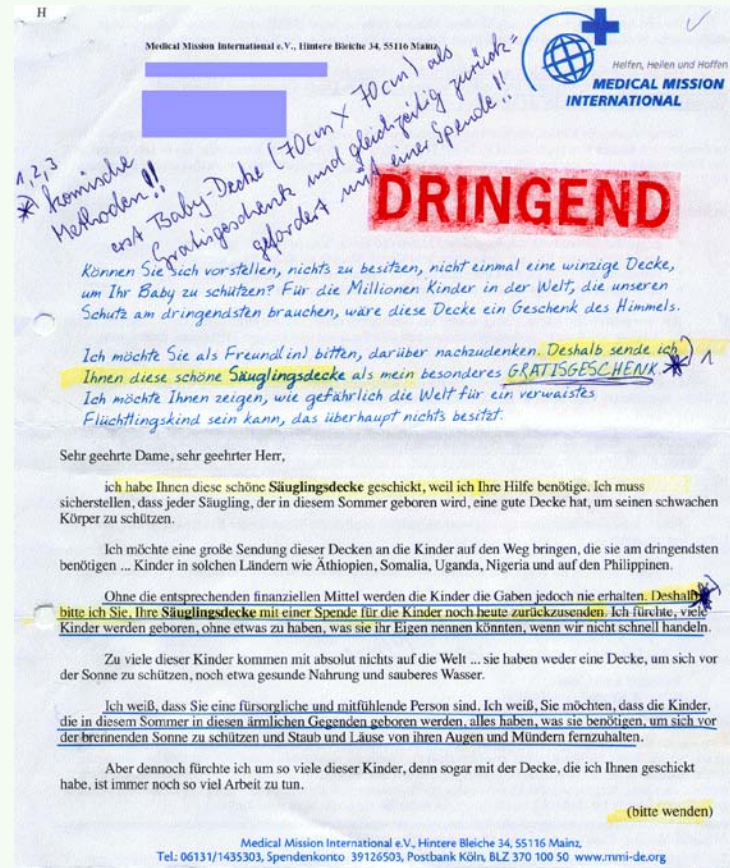 H
Medical Mission International e.V., Hintere Bleiche 34, 55116 Mainz
Helfen, Heilen und Hoffen
MEDICAL MISSION
INTERNATIONAL
1, 2, 3
komische
Methoden!!
erst Baby-Decke (70cm X 70cm) als
Gratisgeschenk und gleichzeitig zurück=
gefordert mit einer Spende!!
DRINGEND
Können Sie sich vorstellen, nichts zu besitzen, nicht einmal eine winzige Decke,
um Ihr Baby zu schützen? Für die Millionen Kinder in der Welt, die unseren
Schutz am dringendsten brauchen, wäre diese Decke ein Geschenk des Himmels.
Ich möchte Sie als Freund(in) bitten, darüber nachzudenken. Deshalb sende ich
Ihnen diese schöne Säuglingsdecke als mein besonderes GRATISGESCHENK. 1
Ich möchte Ihnen zeigen, wie gefährlich die Welt für ein verwaistes
Flüchtlingskind sein kann, das überhaupt nichts besitzt.
Sehr geehrte Dame, sehr geehrter Herr,
ich habe Ihnen diese schöne Säuglingsdecke geschickt, weil ich Ihre Hilfe benötige. Ich muss
sicherstellen, dass jeder Säugling, der in diesem Sommer geboren wird, eine gute Decke hat, um seinen schwachen
Körper zu schützen.
Ich möchte eine große Sendung dieser Decken an die Kinder auf den Weg bringen, die sie am dringendsten
benötigen ... Kinder in solchen Ländern wie Äthiopien, Somalia, Uganda, Nigeria und auf den Philippinen.
Ohne die entsprechenden finanziellen Mittel werden die Kinder die Gaben jedoch nie erhalten. Deshalb
bitte ich Sie, Ihre Säuglingsdecke mit einer Spende für die Kinder noch heute zurückzusenden. Ich fürchte, viele
Kinder werden geboren, ohne etwas zu haben, was sie ihr Eigen nennen könnten, wenn wir nicht schnell handeln.
Zu viele dieser Kinder kommen mit absolut nichts auf die Welt ... sie haben weder eine Decke, um sich vor
der Sonne zu schützen, noch etwa gesunde Nahrung und sauberes Wasser.
Ich weiß, dass Sie eine fürsorgliche und mitfühlende Person sind. Ich weiß, Sie möchten, dass die Kinder,
die in diesem Sommer in diesen ärmlichen Gegenden geboren werden, alles haben, was sie benötigen, um sich vor
der brennenden Sonne zu schützen und Staub und Läuse von ihren Augen und Mündern fernzuhalten.
Aber dennoch fürchte ich um so viele dieser Kinder, denn sogar mit der Decke, die ich Ihnen geschickt
habe, ist immer noch so viel Arbeit zu tun.
(bitte wenden)
Medical Mission International e.V., Hintere Bleiche 34, 55116 Mainz,
Tel.: 06131/1435303, Spendenkonto 39126503, Postbank Köln, BLZ 370 100 50 www.mmi-de.org